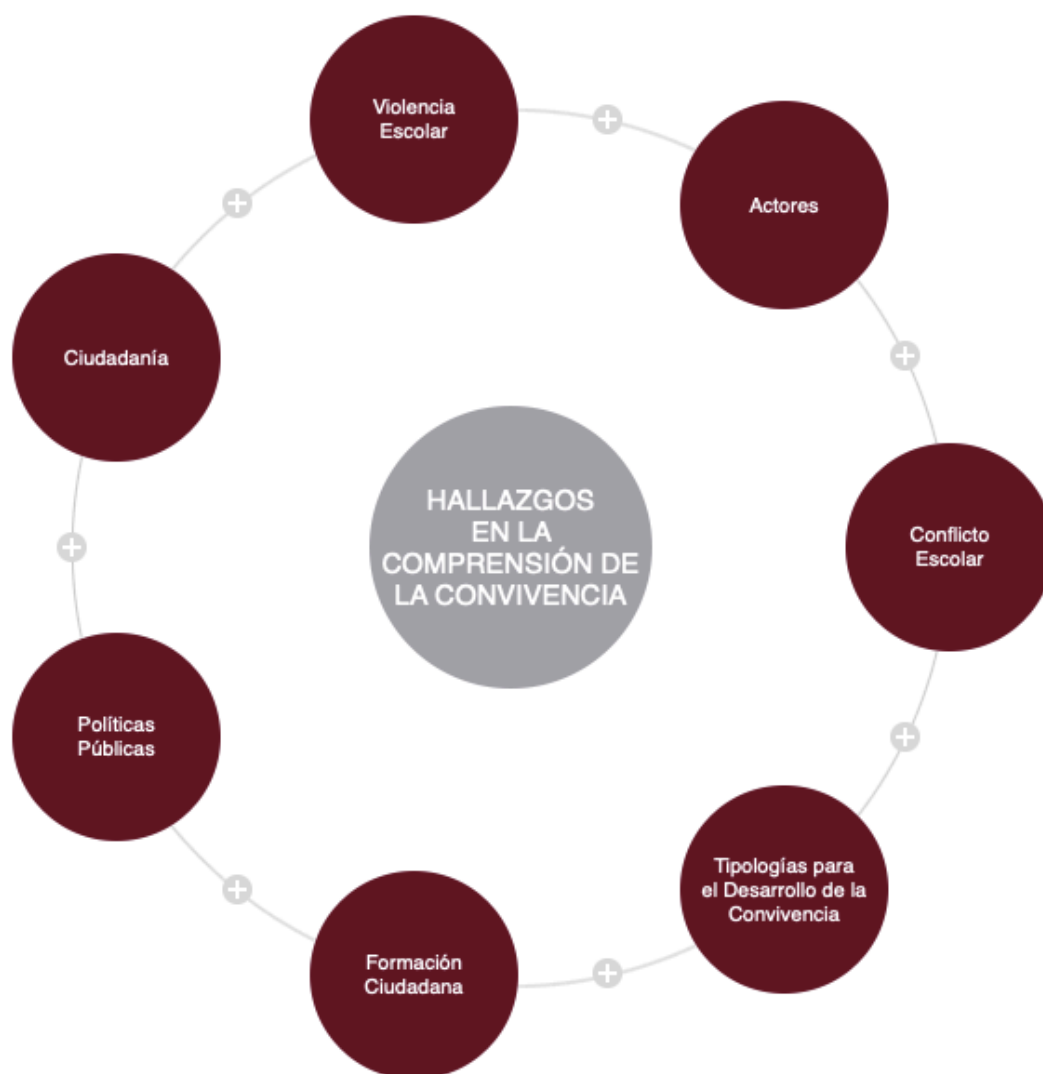 Violencia
Escolar
Actores
Ciudadanía
HALLAZGOS
EN LA
COMPRENSIÓN DE
LA CONVIVENCIA
Conflicto
Escolar
Políticas
Públicas
Tipologías para
el Desarrollo de la
Convivencia
Formación
Ciudadana